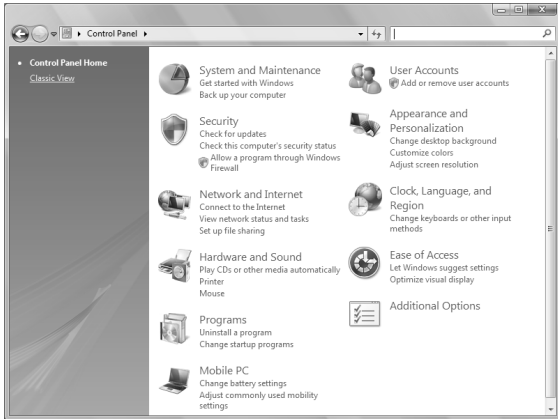 Control Panel
Control Panel Home
Classic View
System and Maintenance
Get started with Windows
Back up your computer
Security
Check for updates
Check this computer's security status
Allow a program through Windows
Firewall
Network and Internet
Connect to the Internet
View network status and tasks
Set up file sharing
Hardware and Sound
Play CDs or other media automatically
Printer
Mouse
Programs
Uninstall a program
Change startup programs
Mobile PC
Change battery settings
Adjust commonly used mobility
settings
User Accounts
Add or remove user accounts
Appearance and
Personalization
Change desktop background
Customize colors
Adjust screen resolution
Clock, Language, and
Region
Change keyboards or other input
methods
Ease of Access
Let Windows suggest settings
Optimize visual display
Additional Options